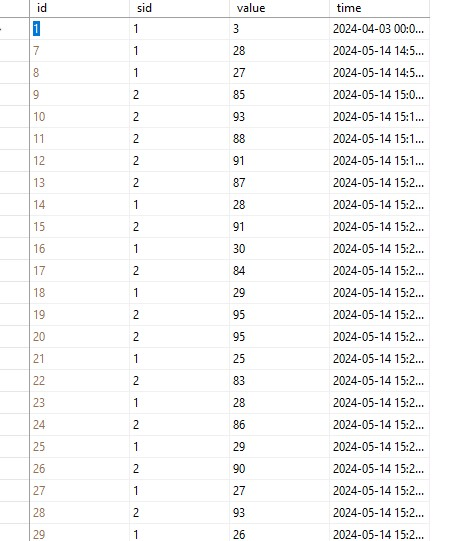 id sid value time
1 1 3 2024-04-03 00:0...
7 1 28 2024-05-14 14:5...
8 1 27 2024-05-14 14:5...
9 2 85 2024-05-14 15:0...
10 2 93 2024-05-14 15:1...
11 2 88 2024-05-14 15:1...
12 2 91 2024-05-14 15:1...
13 2 87 2024-05-14 15:2...
14 1 28 2024-05-14 15:2...
15 2 91 2024-05-14 15:2...
16 1 30 2024-05-14 15:2...
17 2 84 2024-05-14 15:2...
18 1 29 2024-05-14 15:2...
19 2 95 2024-05-14 15:2...
20 2 95 2024-05-14 15:2...
21 1 25 2024-05-14 15:2...
22 2 83 2024-05-14 15:2...
23 1 28 2024-05-14 15:2...
24 2 86 2024-05-14 15:2...
25 1 29 2024-05-14 15:2...
26 2 90 2024-05-14 15:2...
27 1 27 2024-05-14 15:2...
28 2 93 2024-05-14 15:2...
29 1 26 2024-05-14 15:2...